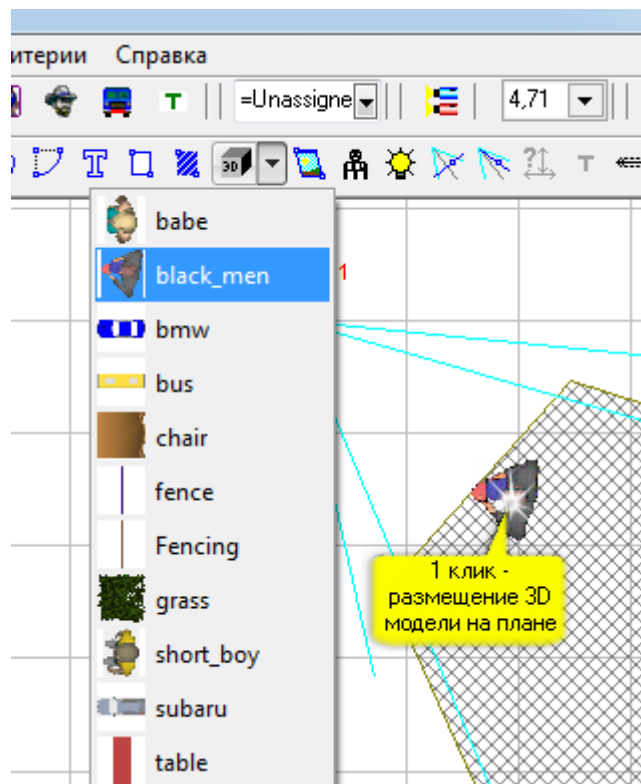 итерии Справка
T =Unassigne 4,71
T 3D ? T
babe
black_men
1
bmw
bus
chair
fence
Fencing
grass
short_boy
subaru
table
1 клик -
размещение 3D
модели на плане